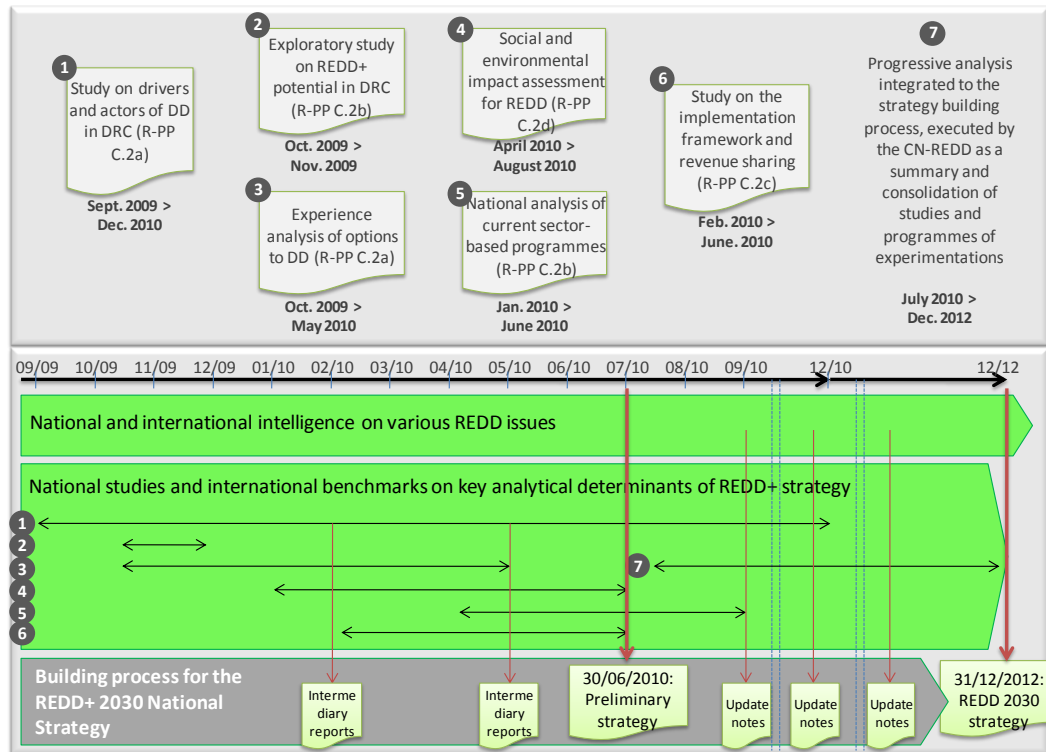 1
Study on drivers
and actors of DD
in DRC (R-PP
C.2a)
Sept. 2009 >
Dec. 2010
2
Exploratory study
on REDD+
potential in DRC
(R-PP C.2b)
Oct. 2009 >
Nov. 2009
3
Experience
analysis of options
to DD (R-PP C.2a)
Oct. 2009 >
May 2010
4
Social and
environmental
impact assessment
for REDD (R-PP
C.2d)
April 2010 >
August 2010
5
National analysis of
current sector-
based programmes
(R-PP C.2b)
Jan. 2010 >
June 2010
6
Study on the
implementation
framework and
revenue sharing
(R-PP C.2c)
Feb. 2010 >
June. 2010
7
Progressive analysis
integrated to the
strategy building
process, executed by
the CN-REDD as a
summary and
consolidation of
studies and
programmes of
experimentations
July 2010 >
Dec. 2012
09/09 10/09 11/09 12/09 01/10 02/10 03/10 04/10 05/10 06/10 07/10 08/10 09/10 12/10 12/12
National and international intelligence on various REDD issues
National studies and international benchmarks on key analytical determinants of REDD+ strategy
1
2
3
7
4
5
6
Building process for the
REDD+ 2030 National
Strategy
Interme
diary
reports
Interme
diary
reports
30/06/2010:
Preliminary
strategy
Update
notes
Update
notes
Update
notes
31/12/2012:
REDD 2030
strategy